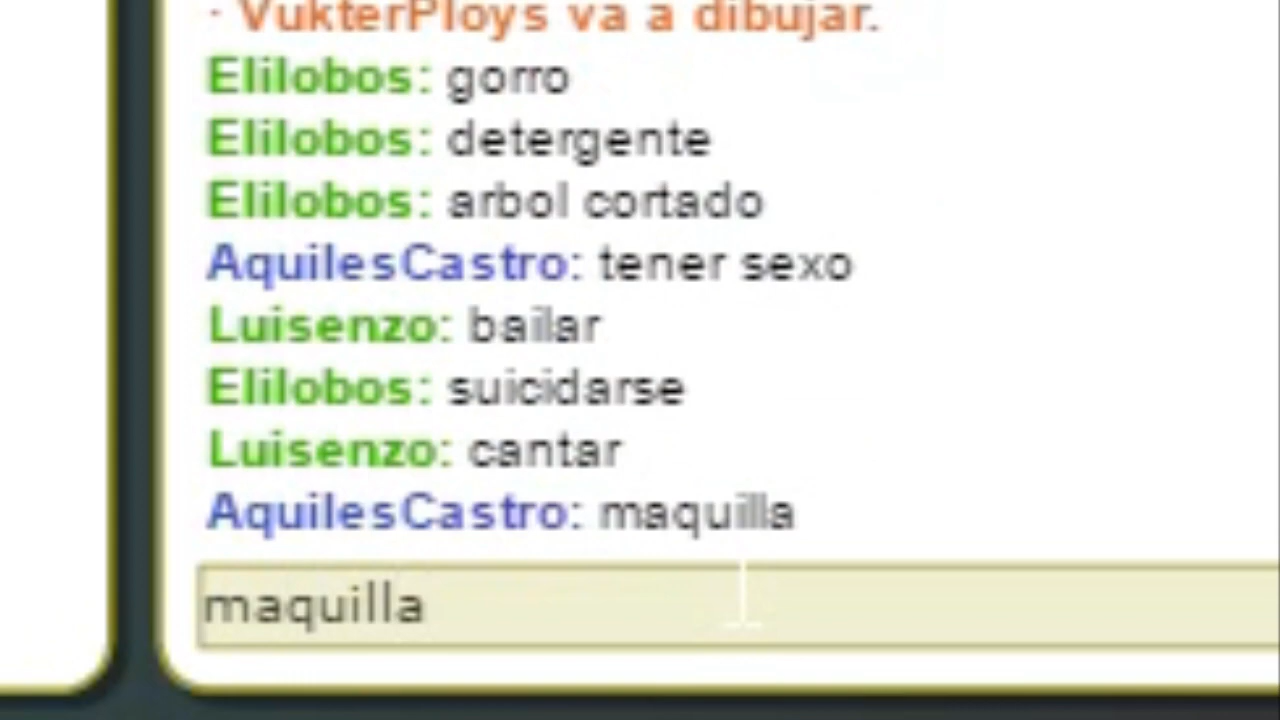 · VukterPloys va a dibujar.
Elilobos: gorro
Elilobos: detergente
Elilobos: arbol cortado
AquilesCastro: tener sexo
Luisenzo: bailar
Elilobos: suicidarse
Luisenzo: cantar
AquilesCastro: maquilla
maquilla